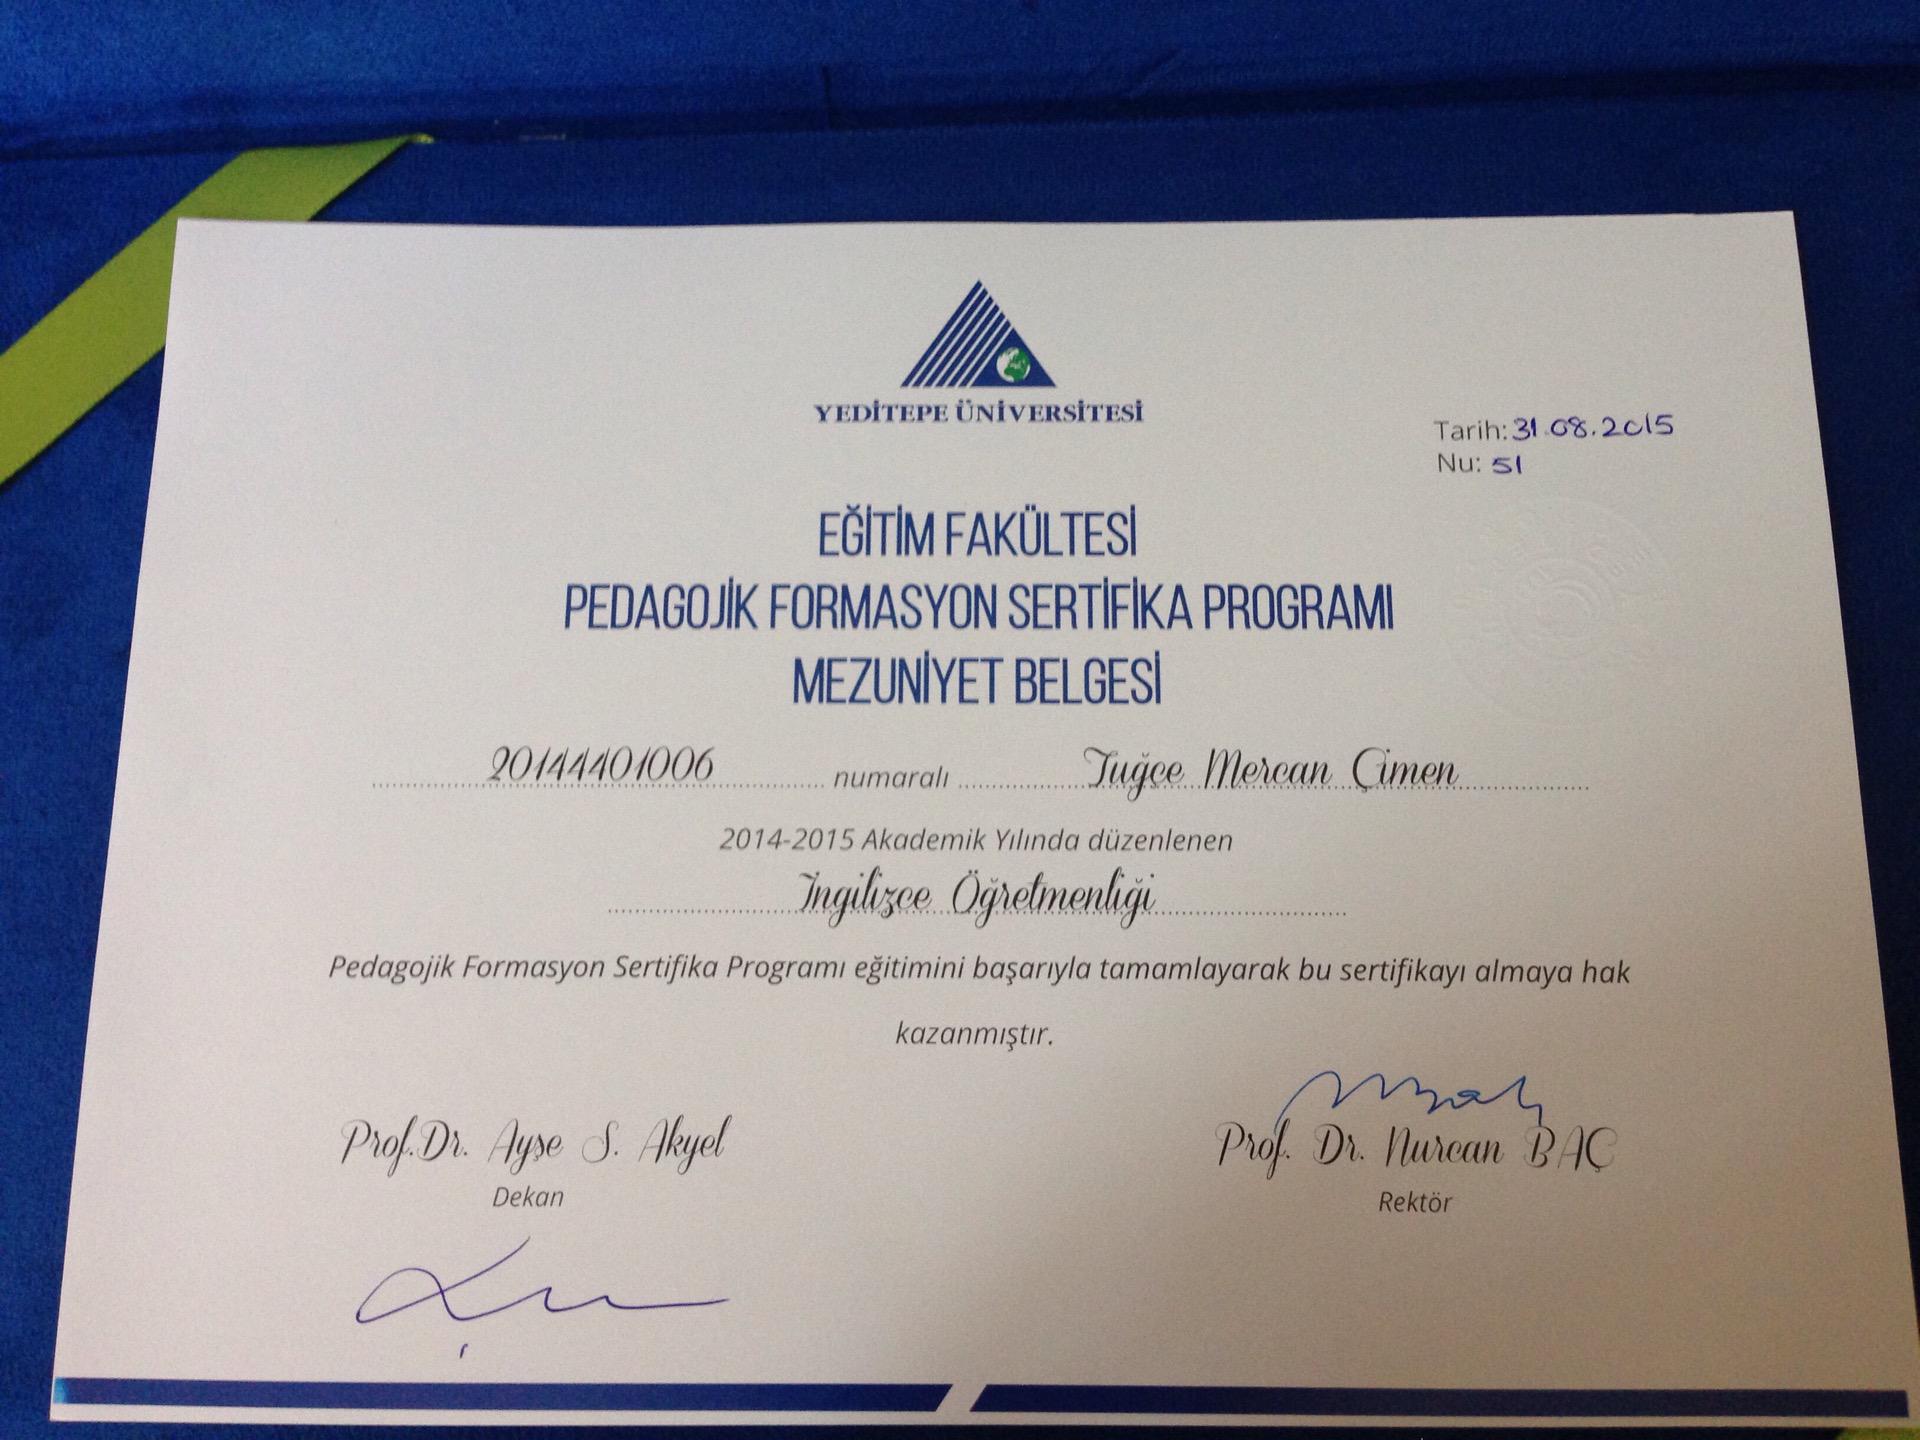 YEDİTEPE ÜNİVERSİTESİ
Tarih: 31.08.2015
Nu: 51
EĞİTİM FAKÜLTESİ
PEDAGOJİK FORMASYON SERTİFİKA PROGRAMI
MEZUNİYET BELGESİ
20144401006 numaralı Tuğçe Mercan Çimen
2014-2015 Akademik Yılında düzenlenen
İngilizce Öğretmenliği
Pedagojik Formasyon Sertifika Programı eğitimini başarıyla tamamlayarak bu sertifikayı almaya hak
kazanmıştır.
Prof.Dr. Ayşe S. Akyel
Dekan
Prof. Dr. Nurcan BAÇ
Rektör